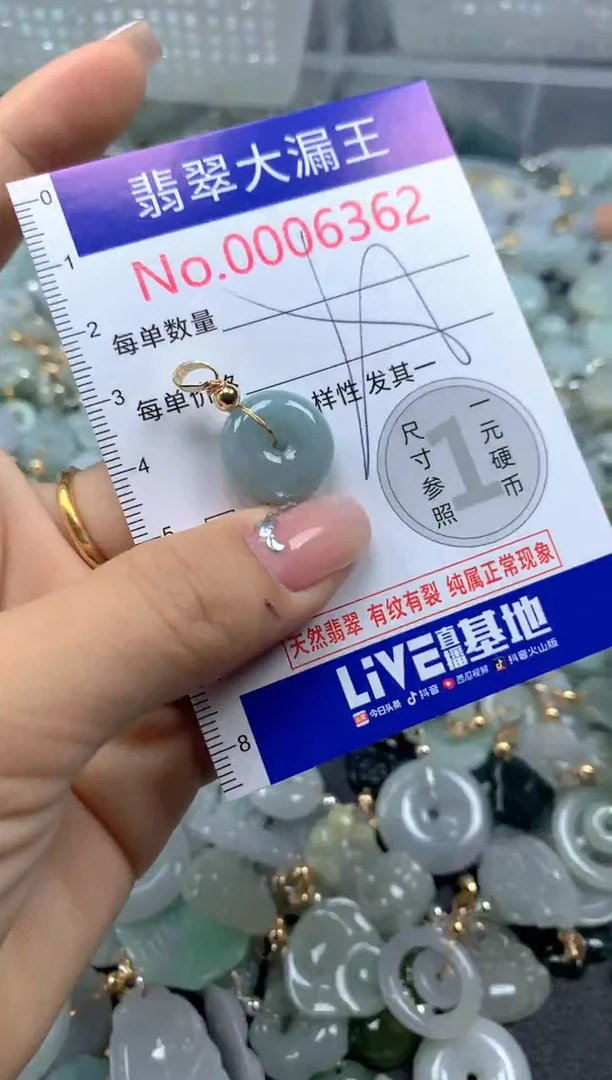 翡翠大漏王
No.0006362
0
1
2
3
4
5
8
每单数量
每单价格
样性 发其一
1
尺寸参照
一元硬币
天然翡翠 有纹有裂 纯属正常现象
LiVE直播基地
今日头条 抖音 西瓜视频 抖音火山版